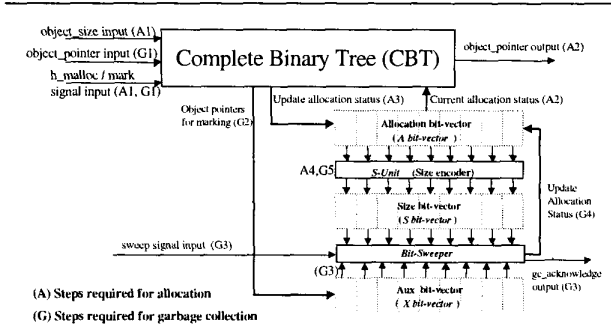 object_size input (A1)
object_pointer input (G1)
h_malloc / mark
signal input (A1, G1)
Complete Binary Tree (CBT)
object_pointer output (A2)
Object pointers
for marking (G2)
Update allocation status (A3)
Current allocation status (A2)
Allocation bit-vector
( A bit-vector )
A4,G5
S-Unit (Size encoder)
Size bit-vector
( S bit-vector )
Update
Allocation
Status (G4)
sweep signal input (G3)
Bit-Sweeper
(G3)
gc_acknowledge
output (G3)
Aux bit-vector
( X bit-vector )
(A) Steps required for allocation
(G) Steps required for garbage collection